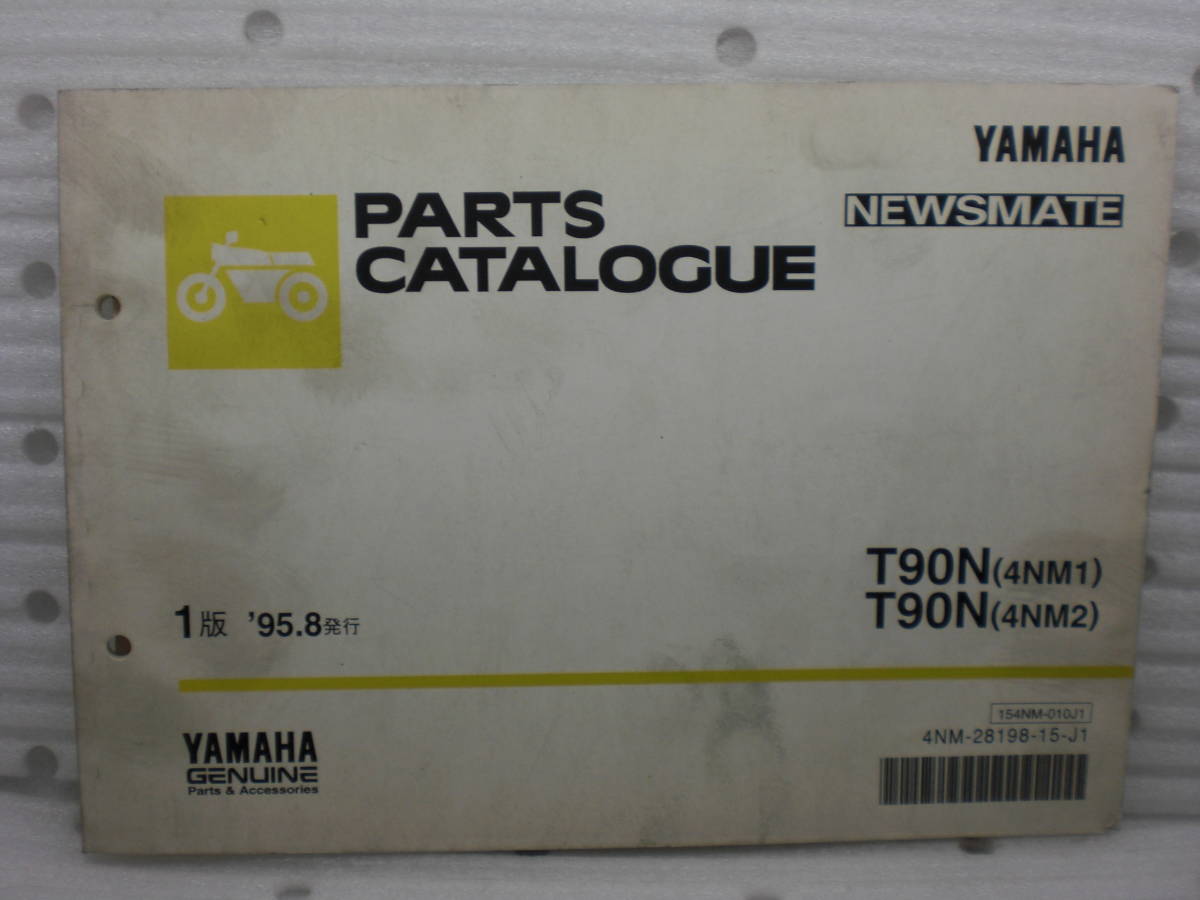 YAMAHA
NEWSMATE
PARTS
CATALOGUE
T90N(4NM1)
T90N(4NM2)
1版 '95.8発行
154NM-010J1
4NM-28198-15-J1
YAMAHA
GENUINE
Parts & Accessories